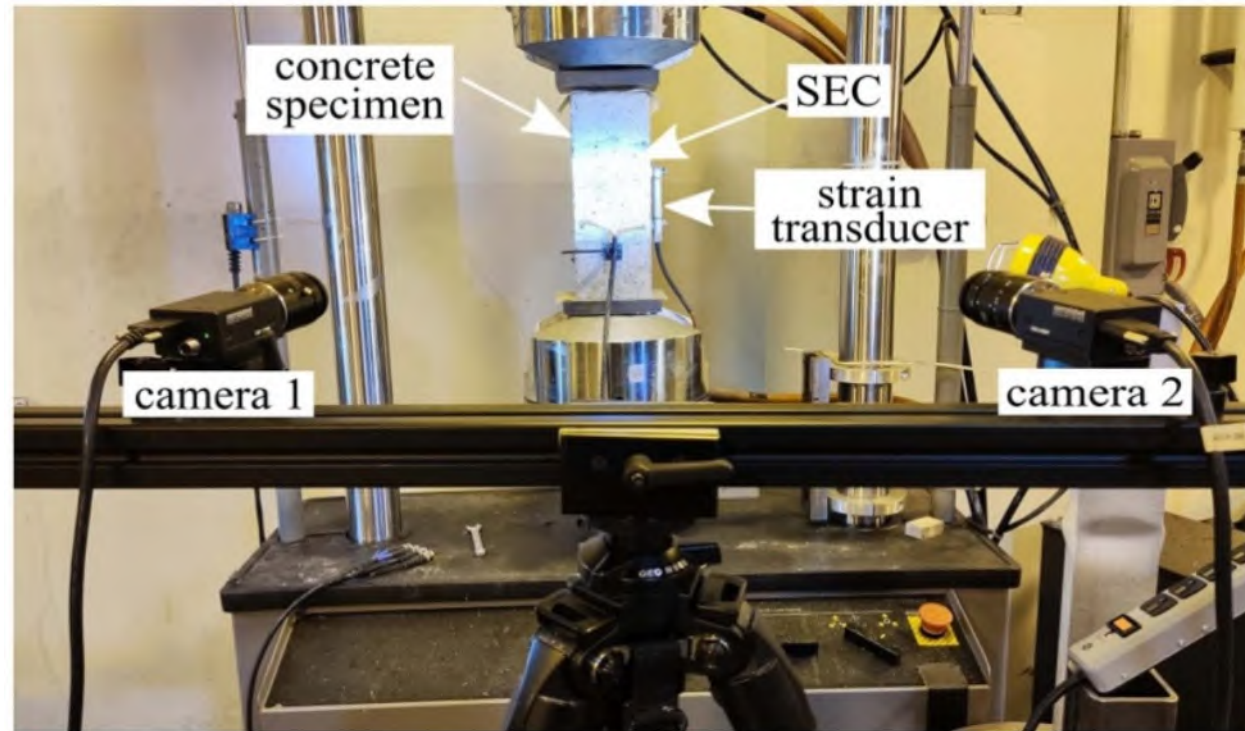 concrete
specimen
SEC
strain
transducer
camera 1
camera 2